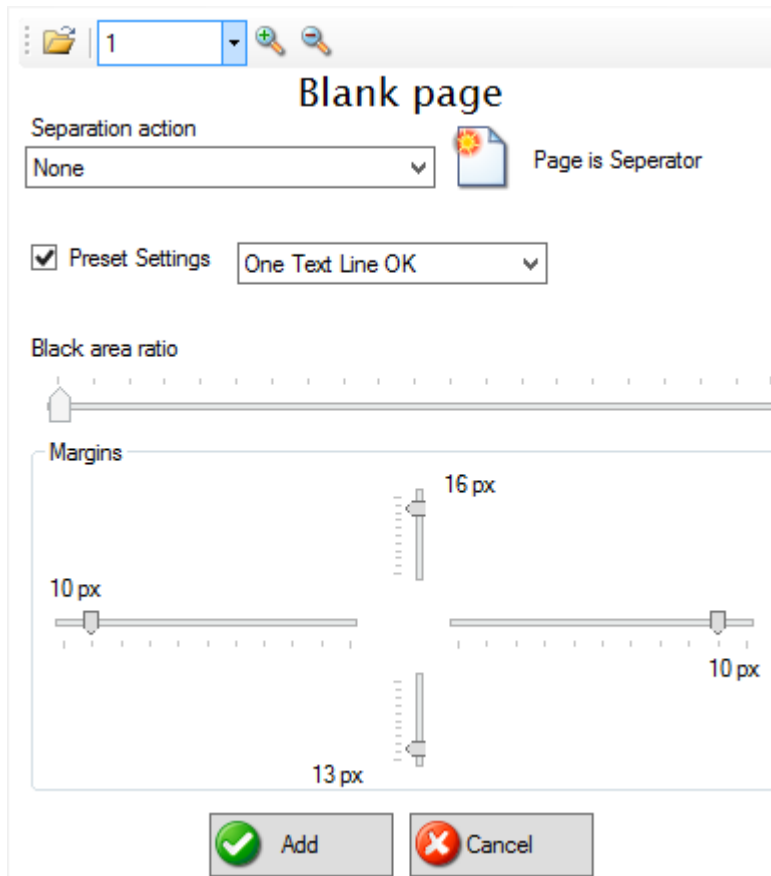 1
Blank page
Separation action
None
Page is Seperator
Preset Settings
One Text Line OK
Black area ratio
Margins
16 px
10 px
10 px
13 px
Add
Cancel